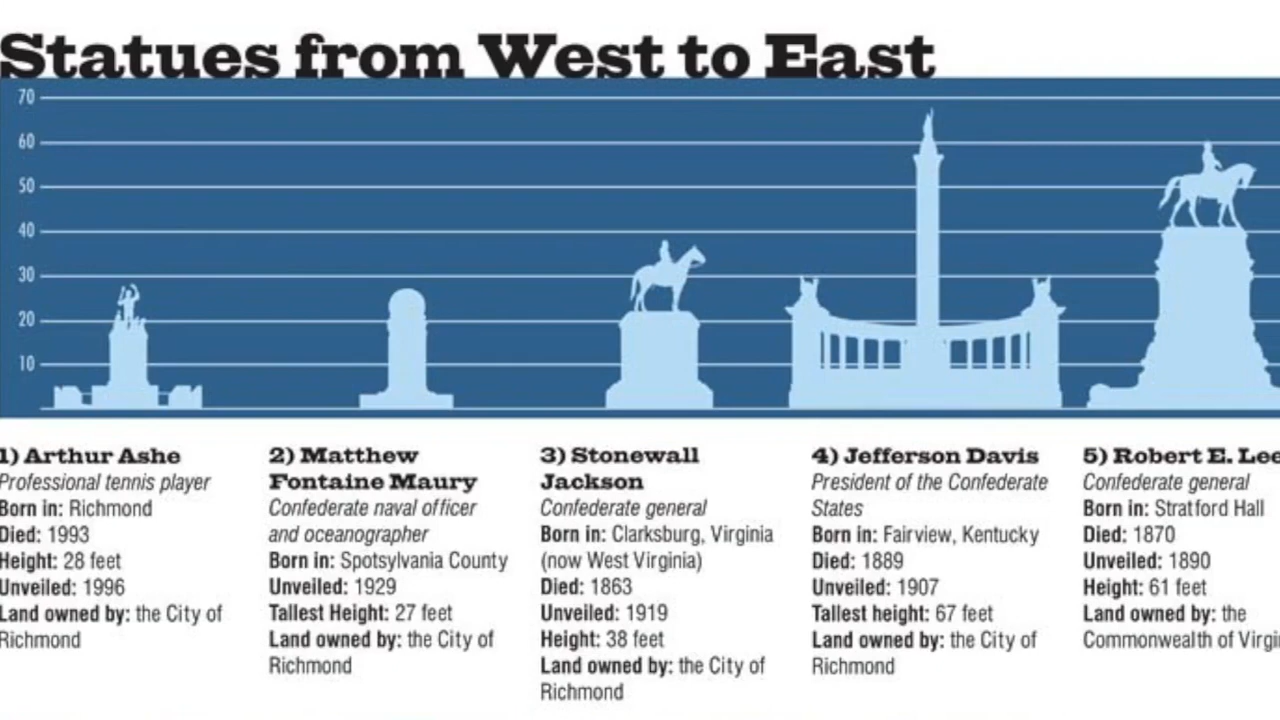 Statues from West to East
70
60
50
40
30
20
10
1) Arthur Ashe
Professional tennis player
Born in: Richmond
Died: 1993
Height: 28 feet
Unveiled: 1996
Land owned by: the City of
Richmond
2) Matthew
Fontaine Maury
Confederate naval officer
and oceanographer
Born in: Spotsylvania County
Unveiled: 1929
Tallest Height: 27 feet
Land owned by: the City of
Richmond
3) Stonewall
Jackson
Confederate general
Born in: Clarksburg, Virginia
(now West Virginia)
Died: 1863
Unveiled: 1919
Height: 38 feet
Land owned by: the City of
Richmond
4) Jefferson Davis
President of the Confederate
States
Born in: Fairview, Kentucky
Died: 1889
Unveiled: 1907
Tallest height: 67 feet
Land owned by: the City of
Richmond
5) Robert E. Lee
Confederate general
Born in: Stratford Hall
Died: 1870
Unveiled: 1890
Height: 61 feet
Land owned by: the
Commonwealth of